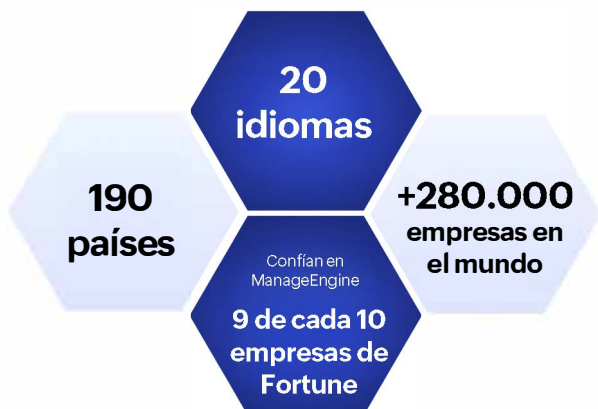 20
idiomas
190
países
+280.000
empresas en
el mundo
Confían en
ManageEngine
9 de cada 10
empresas de
Fortune